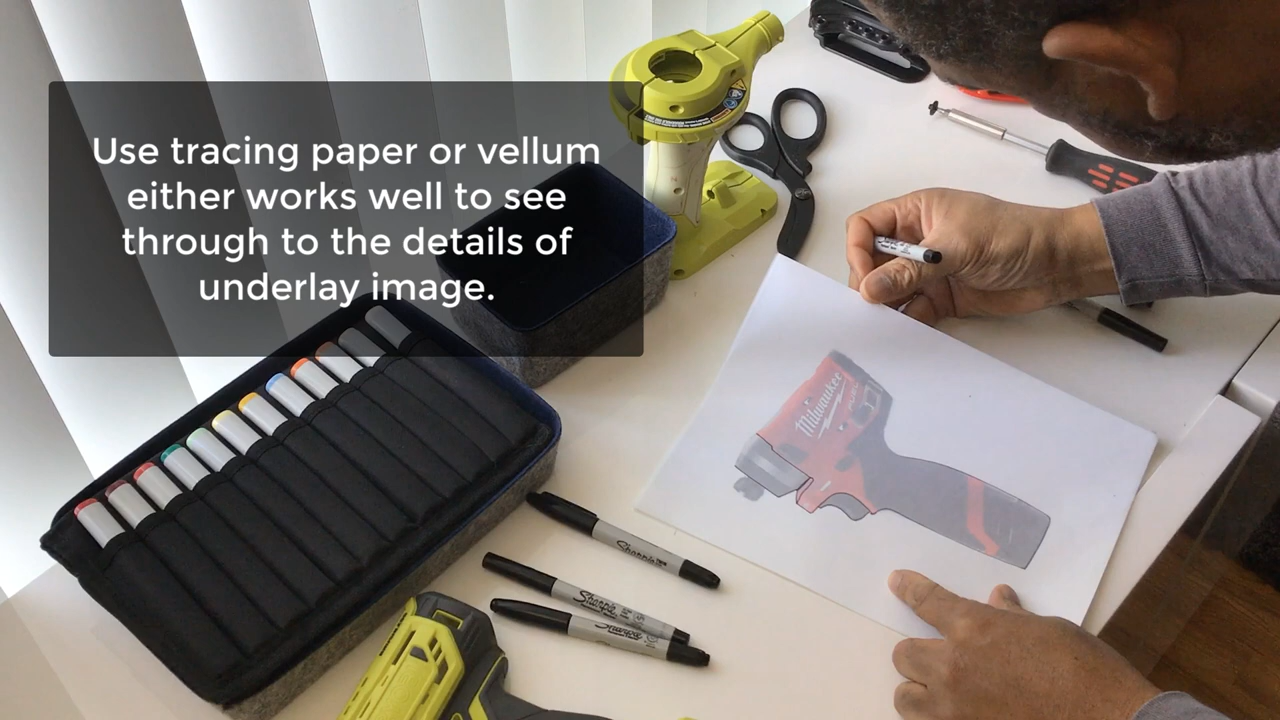 Use tracing paper or vellum
either works well to see
through to the details of
underlay image.
Milwaukee
FUEL
Sharpie
Sharpie
Sharpie